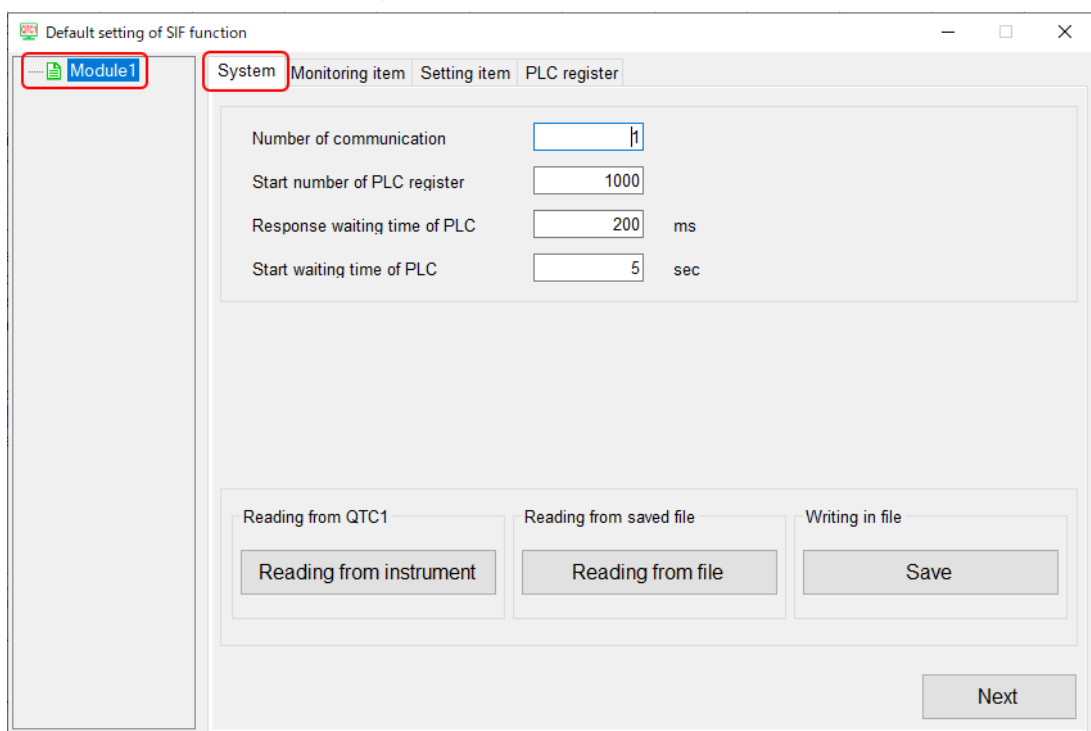 Default setting of SIF function
Module1
System Monitoring item Setting item PLC register
Number of communication 1
Start number of PLC register 1000
Response waiting time of PLC 200 ms
Start waiting time of PLC 5 sec
Reading from QTC1 Reading from saved file Writing in file
Reading from instrument Reading from file Save
Next